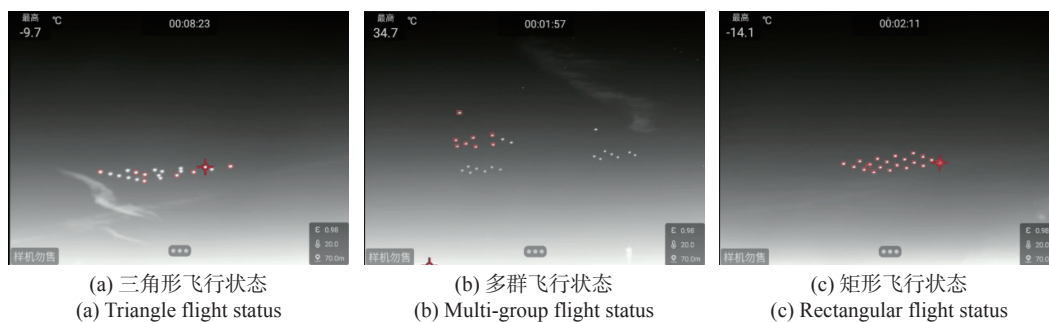 最高 ℃
-9.7
00:08:23
ε 0.98
20.0
70.0m
样机勿售
最高 ℃
34.7
00:01:57
ε 0.98
20.0
70.0m
样机勿售
最高 ℃
-14.1
00:02:11
ε 0.98
20.0
70.0m
样机勿售
(a) 三角形飞行状态
(a) Triangle flight status
(b) 多群飞行状态
(b) Multi-group flight status
(c) 矩形飞行状态
(c) Rectangular flight status